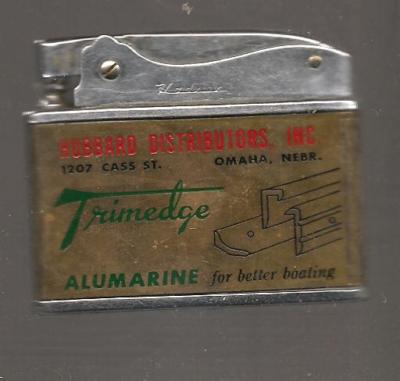 HUBBARD DISTRIBUTORS, INC.
1207 CASS ST. OMAHA, NEBR.
Trimedge
ALUMARINE for better boating